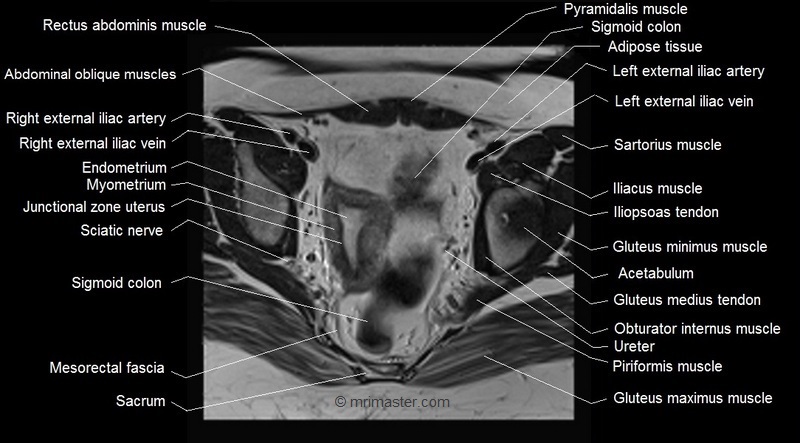 Rectus abdominis muscle
Abdominal oblique muscles
Right external iliac artery
Right external iliac vein
Endometrium
Myometrium
Junctional zone uterus
Sciatic nerve
Sigmoid colon
Mesorectal fascia
Sacrum
Pyramidalis muscle
Sigmoid colon
Adipose tissue
Left external iliac artery
Left external iliac vein
Sartorius muscle
Iliacus muscle
Iliopsoas tendon
Gluteus minimus muscle
Acetabulum
Gluteus medius tendon
Obturator internus muscle
Ureter
Piriformis muscle
Gluteus maximus muscle
© mrimaster.com